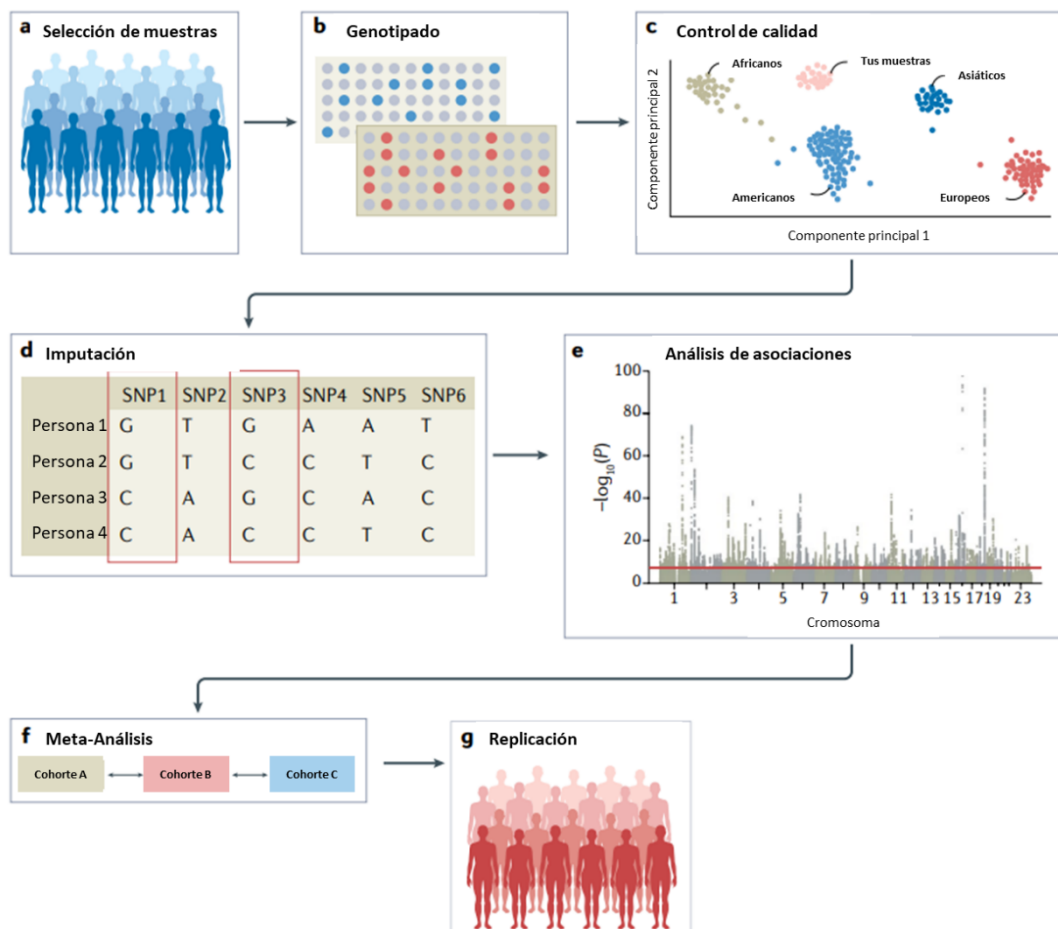 a Selección de muestras
b Genotipado
c Control de calidad
Africanos
Tus muestras
Asiáticos
Americanos
Europeos
Componente principal 2
Componente principal 1
d Imputación
SNP1 SNP2 SNP3 SNP4 SNP5 SNP6
Persona 1 G T G A A T
Persona 2 G T C C T C
Persona 3 C A G C A C
Persona 4 C A C C T C
e Análisis de asociaciones
100
80
60
40
20
0
–log10(P)
1 3 5 7 9 11 13 15 17 19 23
Cromosoma
f Meta-Análisis
Cohorte A Cohorte B Cohorte C
g Replicación